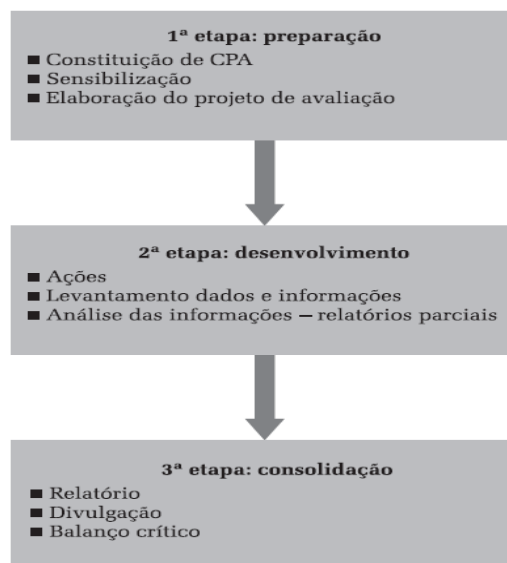 1ª etapa: preparação
■ Constituição de CPA
■ Sensibilização
■ Elaboração do projeto de avaliação
2ª etapa: desenvolvimento
■ Ações
■ Levantamento dados e informações
■ Análise das informações – relatórios parciais
3ª etapa: consolidação
■ Relatório
■ Divulgação
■ Balanço crítico